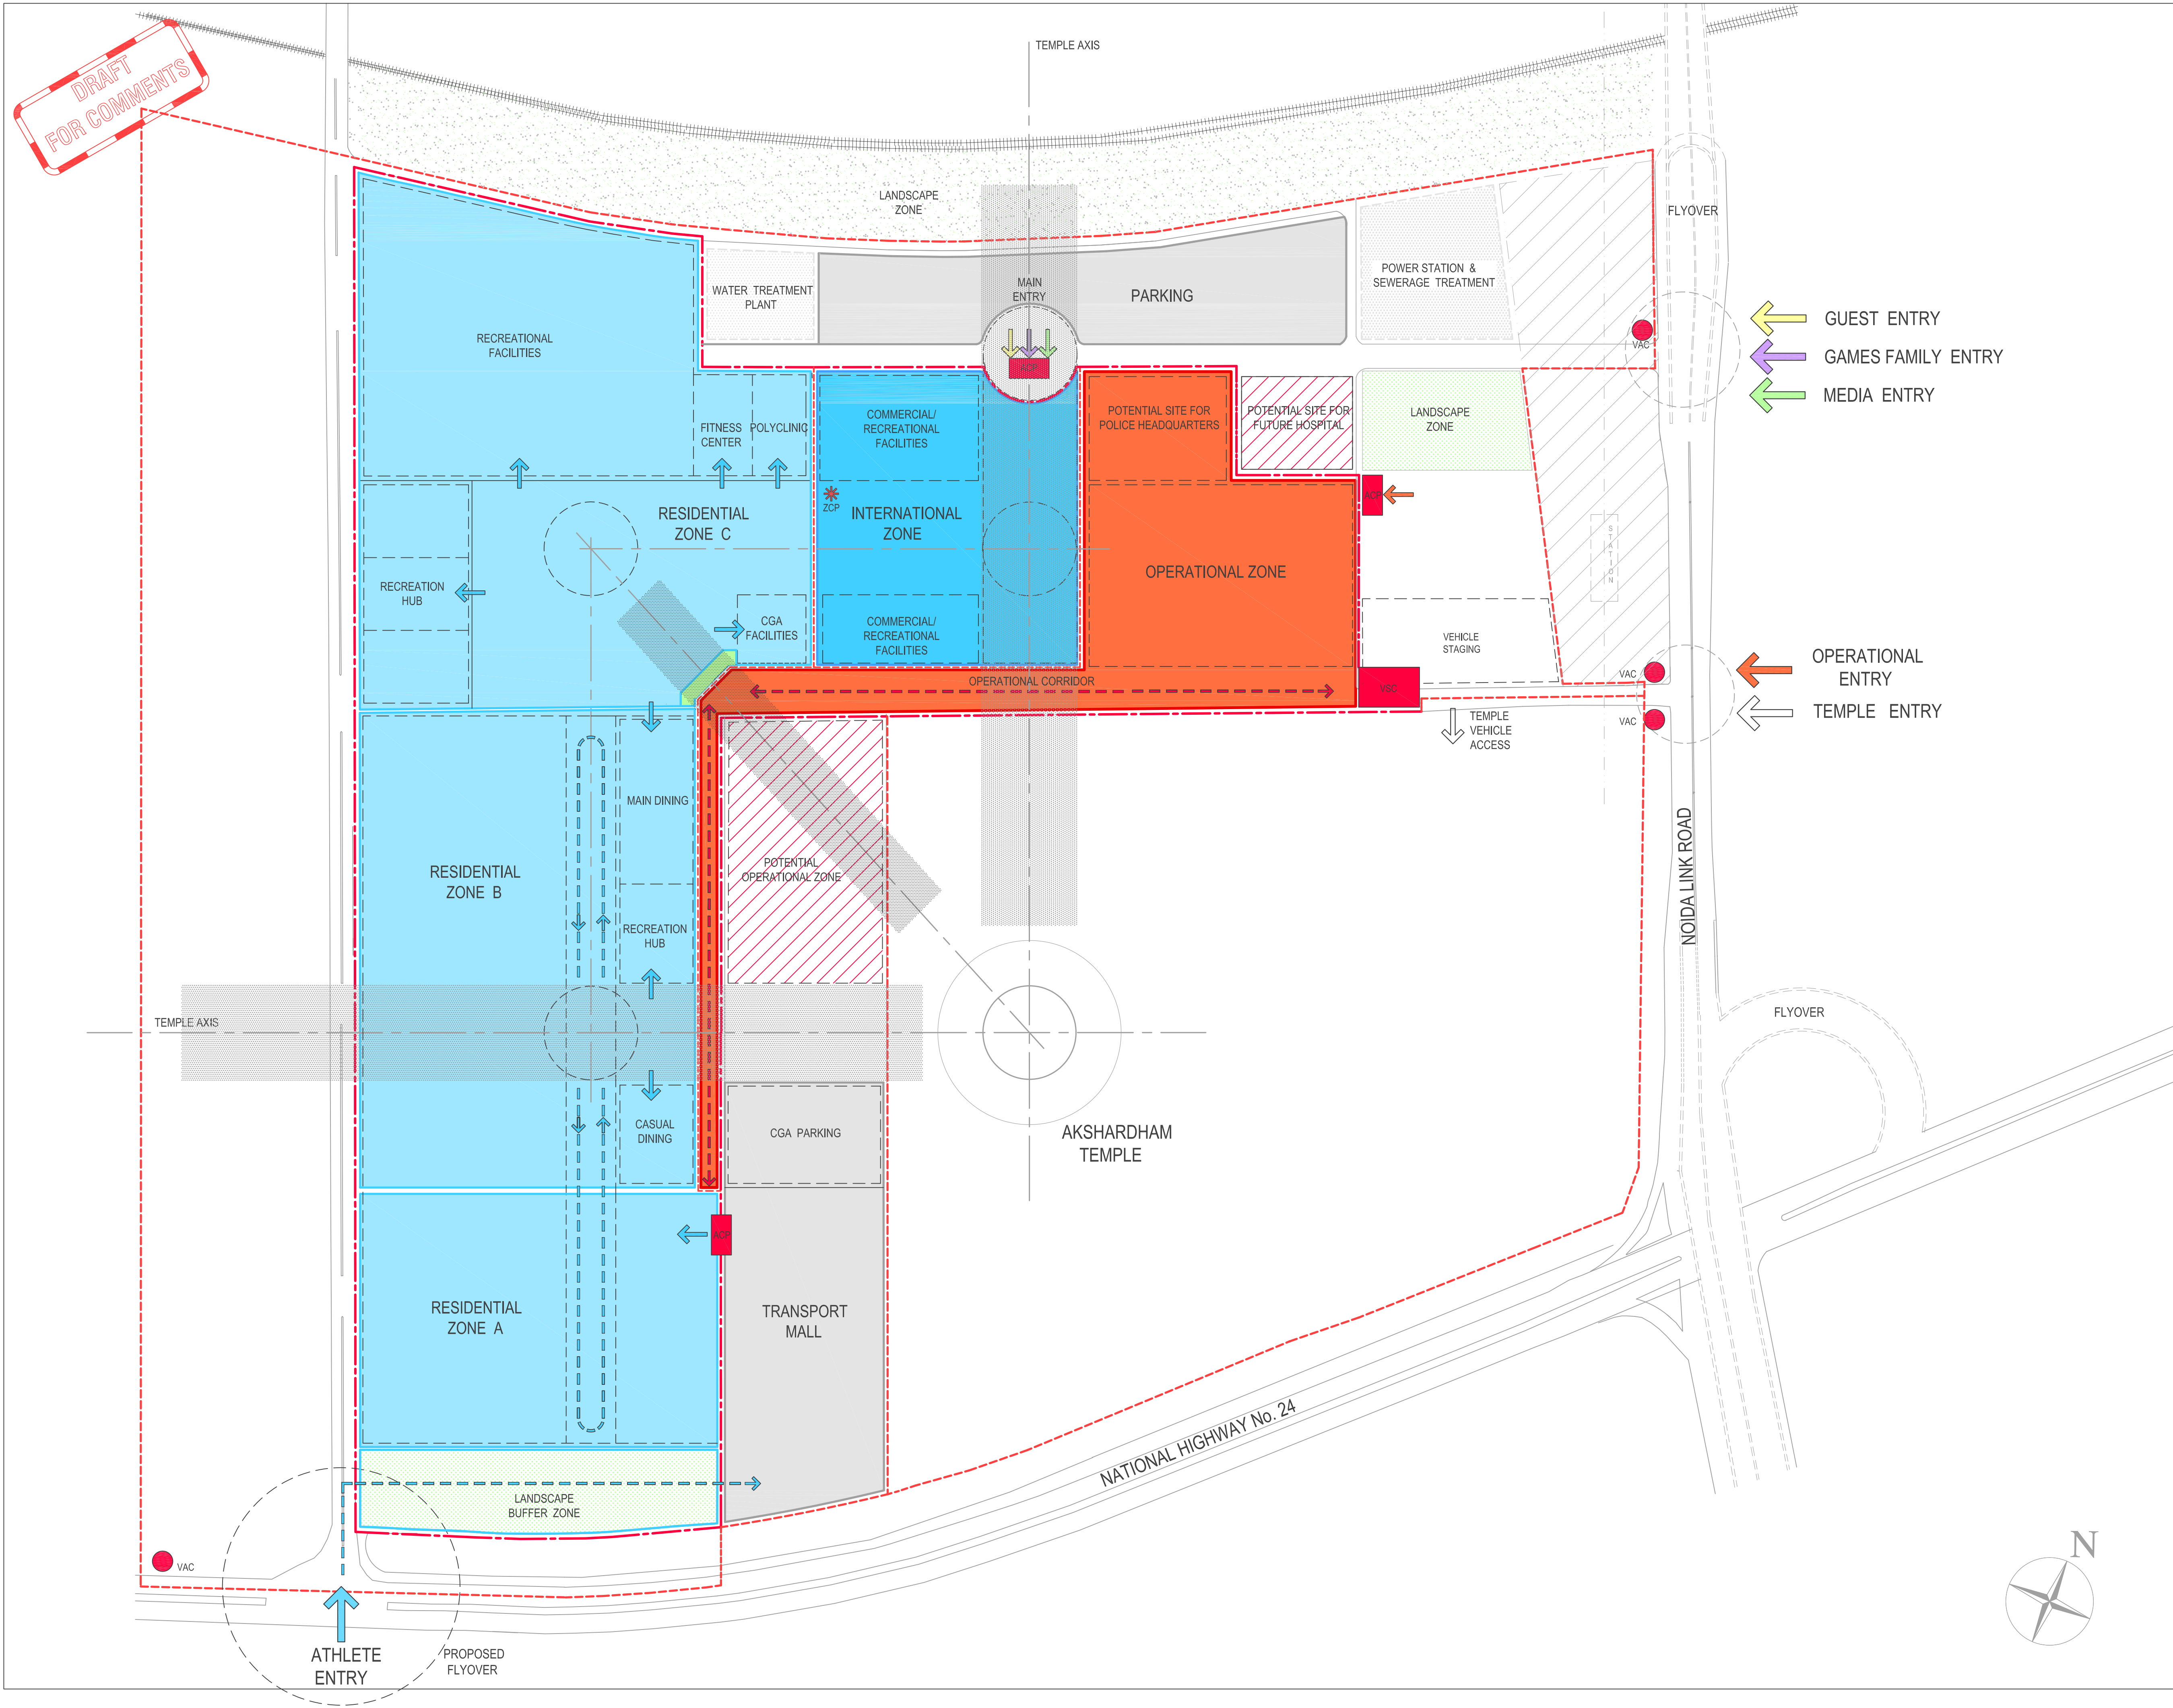 DRAFT
FOR COMMENTS
TEMPLE AXIS
LANDSCAPE
ZONE
FLYOVER
WATER TREATMENT
PLANT
MAIN
ENTRY
PARKING
POWER STATION &
SEWERAGE TREATMENT
GUEST ENTRY
GAMES FAMILY ENTRY
MEDIA ENTRY
VAC
RECREATIONAL
FACILITIES
ACP
FITNESS
CENTER
POLYCLINIC
COMMERCIAL/
RECREATIONAL
FACILITIES
POTENTIAL SITE FOR
POLICE HEADQUARTERS
POTENTIAL SITE FOR
FUTURE HOSPITAL
LANDSCAPE
ZONE
ACP
ZCP
RESIDENTIAL
ZONE C
INTERNATIONAL
ZONE
OPERATIONAL ZONE
STATION
RECREATION
HUB
CGA
FACILITIES
COMMERCIAL/
RECREATIONAL
FACILITIES
VEHICLE
STAGING
OPERATIONAL CORRIDOR
VAC
VAC
OPERATIONAL
ENTRY
TEMPLE ENTRY
TEMPLE
VEHICLE
ACCESS
MAIN DINING
RESIDENTIAL
ZONE B
POTENTIAL
OPERATIONAL ZONE
NOIDA LINK ROAD
RECREATION
HUB
TEMPLE AXIS
FLYOVER
CASUAL
DINING
CGA PARKING
AKSHARDHAM
TEMPLE
ACP
RESIDENTIAL
ZONE A
TRANSPORT
MALL
NATIONAL HIGHWAY No. 24
LANDSCAPE
BUFFER ZONE
VAC
ATHLETE
ENTRY
PROPOSED
FLYOVER
N